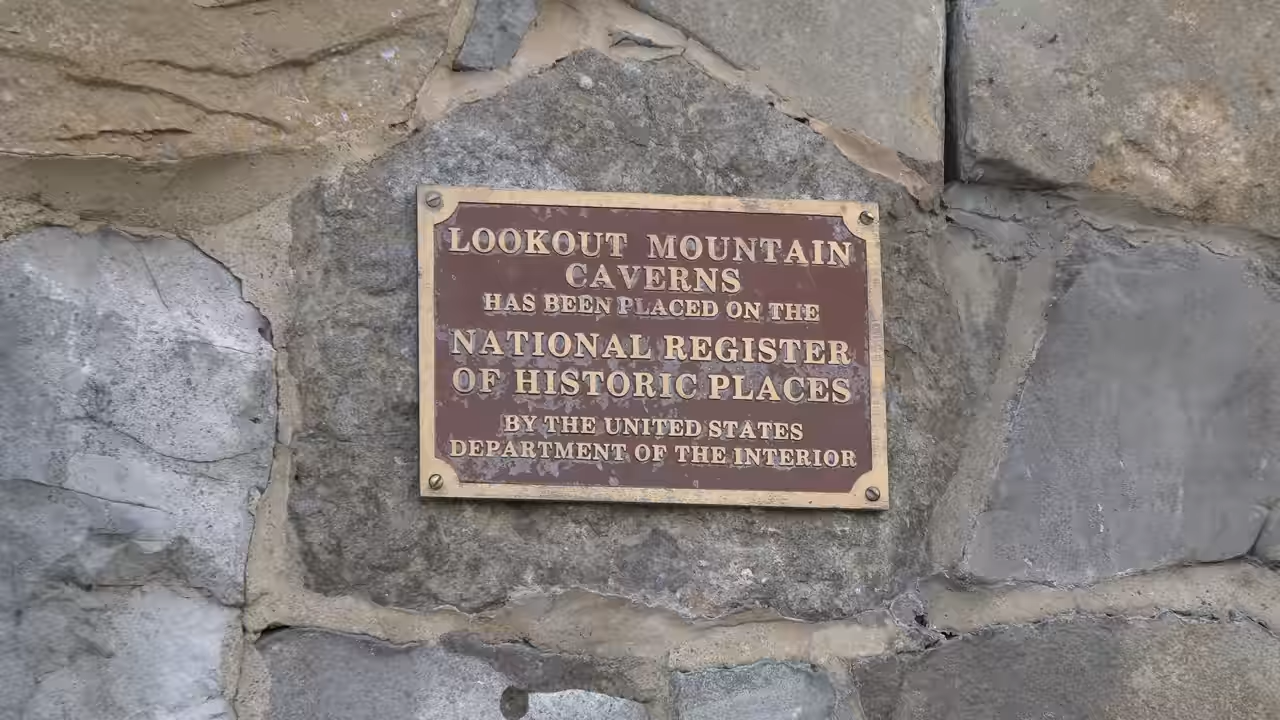 LOOKOUT MOUNTAIN
CAVERNS
HAS BEEN PLACED ON THE
NATIONAL REGISTER
OF HISTORIC PLACES
BY THE UNITED STATES
DEPARTMENT OF THE INTERIOR